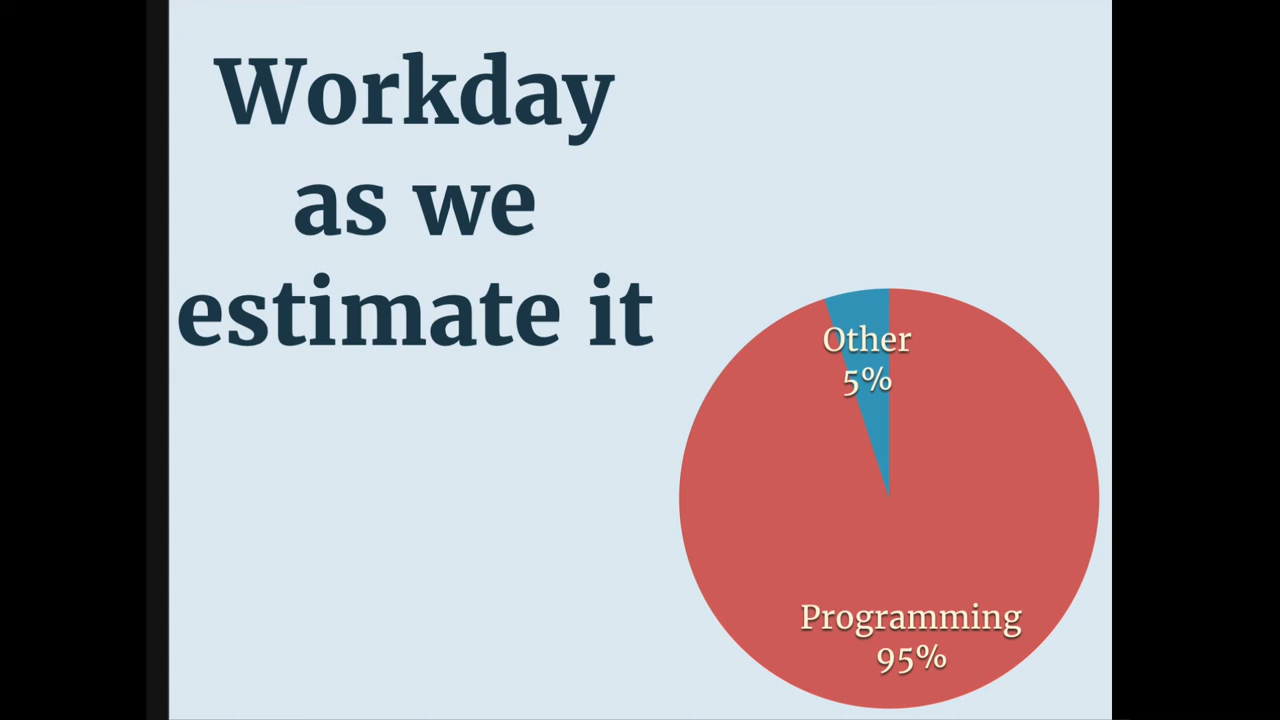 Workday
as we
estimate it
Other
5%
Programming
95%